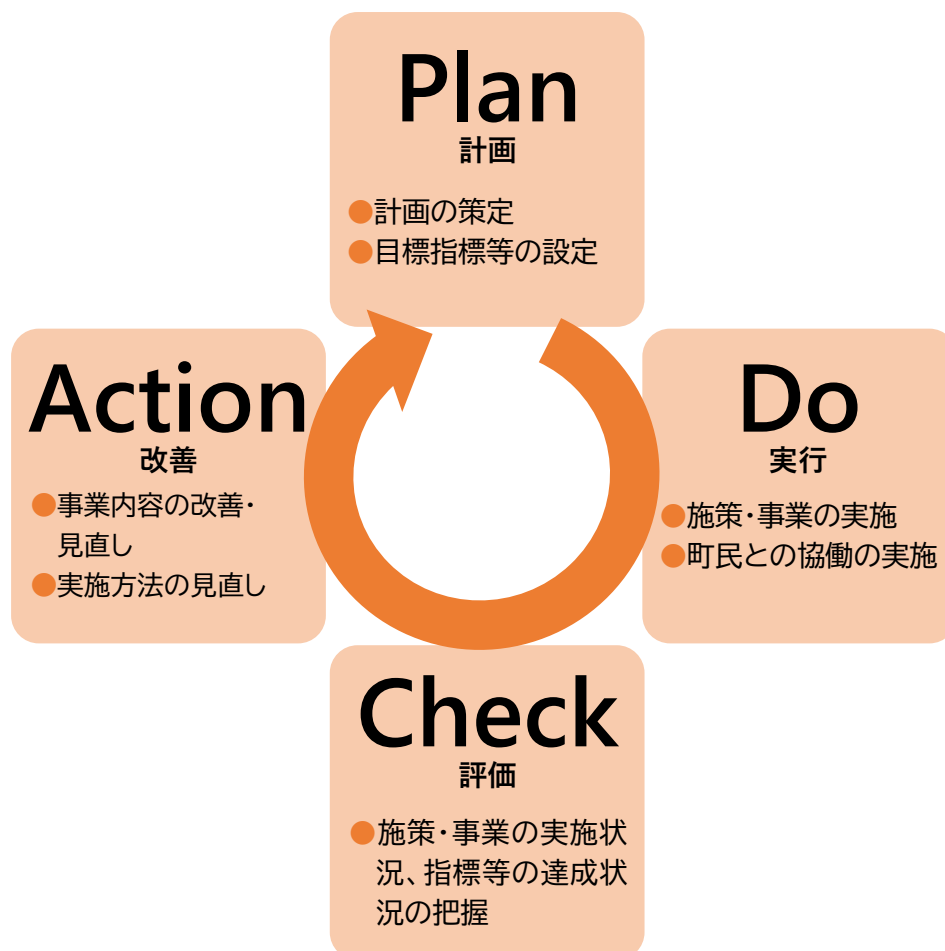 Plan
計画
●計画の策定
●目標指標等の設定
Action
改善
●事業内容の改善・
見直し
●実施方法の見直し
Do
実行
●施策・事業の実施
●町民との協働の実施
Check
評価
●施策・事業の実施状
況、指標等の達成状
況の把握